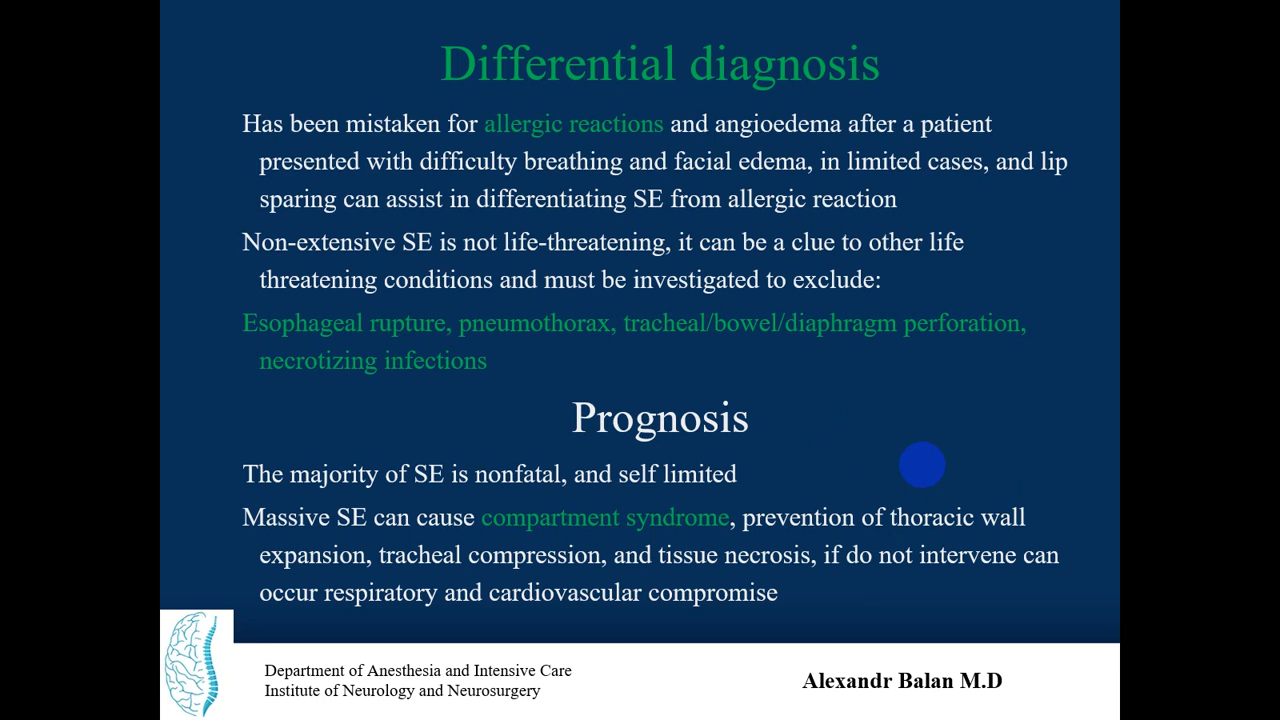 Differential diagnosis
Has been mistaken for allergic reactions and angioedema after a patient
presented with difficulty breathing and facial edema, in limited cases, and lip
sparing can assist in differentiating SE from allergic reaction
Non-extensive SE is not life-threatening, it can be a clue to other life
threatening conditions and must be investigated to exclude:
Esophageal rupture, pneumothorax, tracheal/bowel/diaphragm perforation,
necrotizing infections
Prognosis
The majority of SE is nonfatal, and self limited
Massive SE can cause compartment syndrome, prevention of thoracic wall
expansion, tracheal compression, and tissue necrosis, if do not intervene can
occur respiratory and cardiovascular compromise
Department of Anesthesia and Intensive Care
Institute of Neurology and Neurosurgery
Alexandr Balan M.D